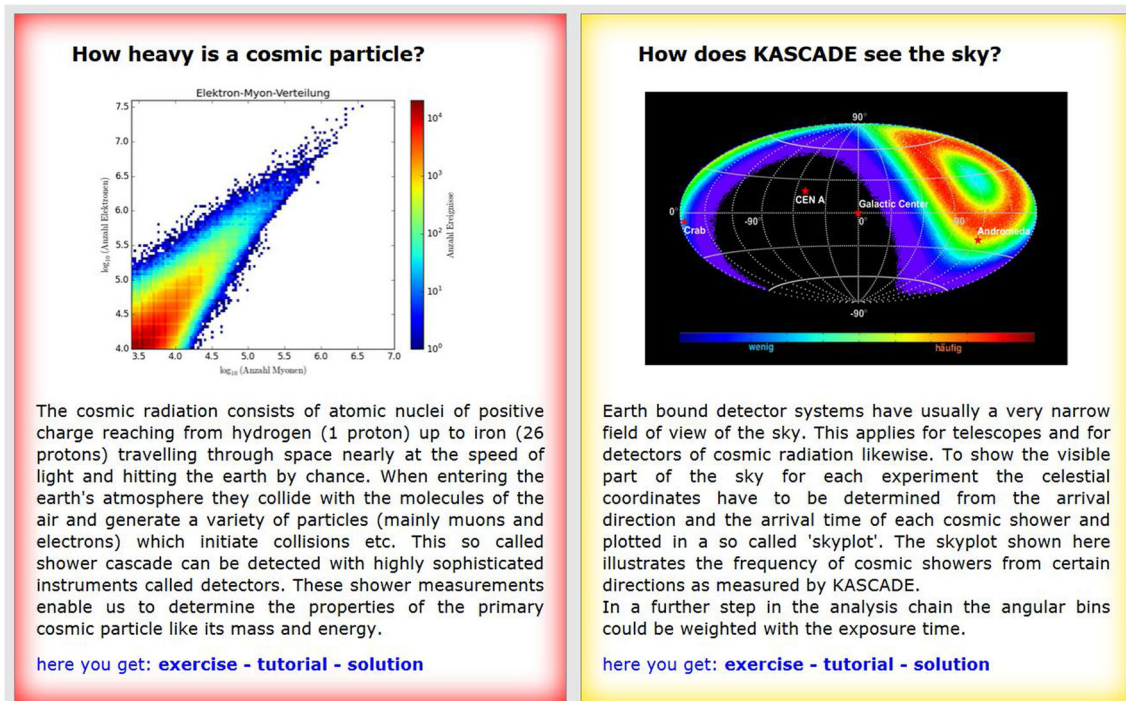 How heavy is a cosmic particle?
Elektron-Myon-Verteilung
7.5
7.0
6.5
6.0
5.5
5.0
4.5
4.0
log₁₀ (Anzahl Elektronen)
3.5 4.0 4.5 5.0 5.5 6.0 6.5 7.0
log₁₀ (Anzahl Myonen)
10⁴
10³
10²
10¹
10⁰
Anzahl Ereignisse
The cosmic radiation consists of atomic nuclei of positive
charge reaching from hydrogen (1 proton) up to iron (26
protons) travelling through space nearly at the speed of
light and hitting the earth by chance. When entering the
earth's atmosphere they collide with the molecules of the
air and generate a variety of particles (mainly muons and
electrons) which initiate collisions etc. This so called
shower cascade can be detected with highly sophisticated
instruments called detectors. These shower measurements
enable us to determine the properties of the primary
cosmic particle like its mass and energy.
here you get: exercise - tutorial - solution
How does KASCADE see the sky?
90°
CEN A
Galactic Center
0°
Crab
-90°
0°
90°
Andromeda
-90°
wenig
häufig
Earth bound detector systems have usually a very narrow
field of view of the sky. This applies for telescopes and for
detectors of cosmic radiation likewise. To show the visible
part of the sky for each experiment the celestial
coordinates have to be determined from the arrival
direction and the arrival time of each cosmic shower and
plotted in a so called 'skyplot'. The skyplot shown here
illustrates the frequency of cosmic showers from certain
directions as measured by KASCADE.
In a further step in the analysis chain the angular bins
could be weighted with the exposure time.
here you get: exercise - tutorial - solution